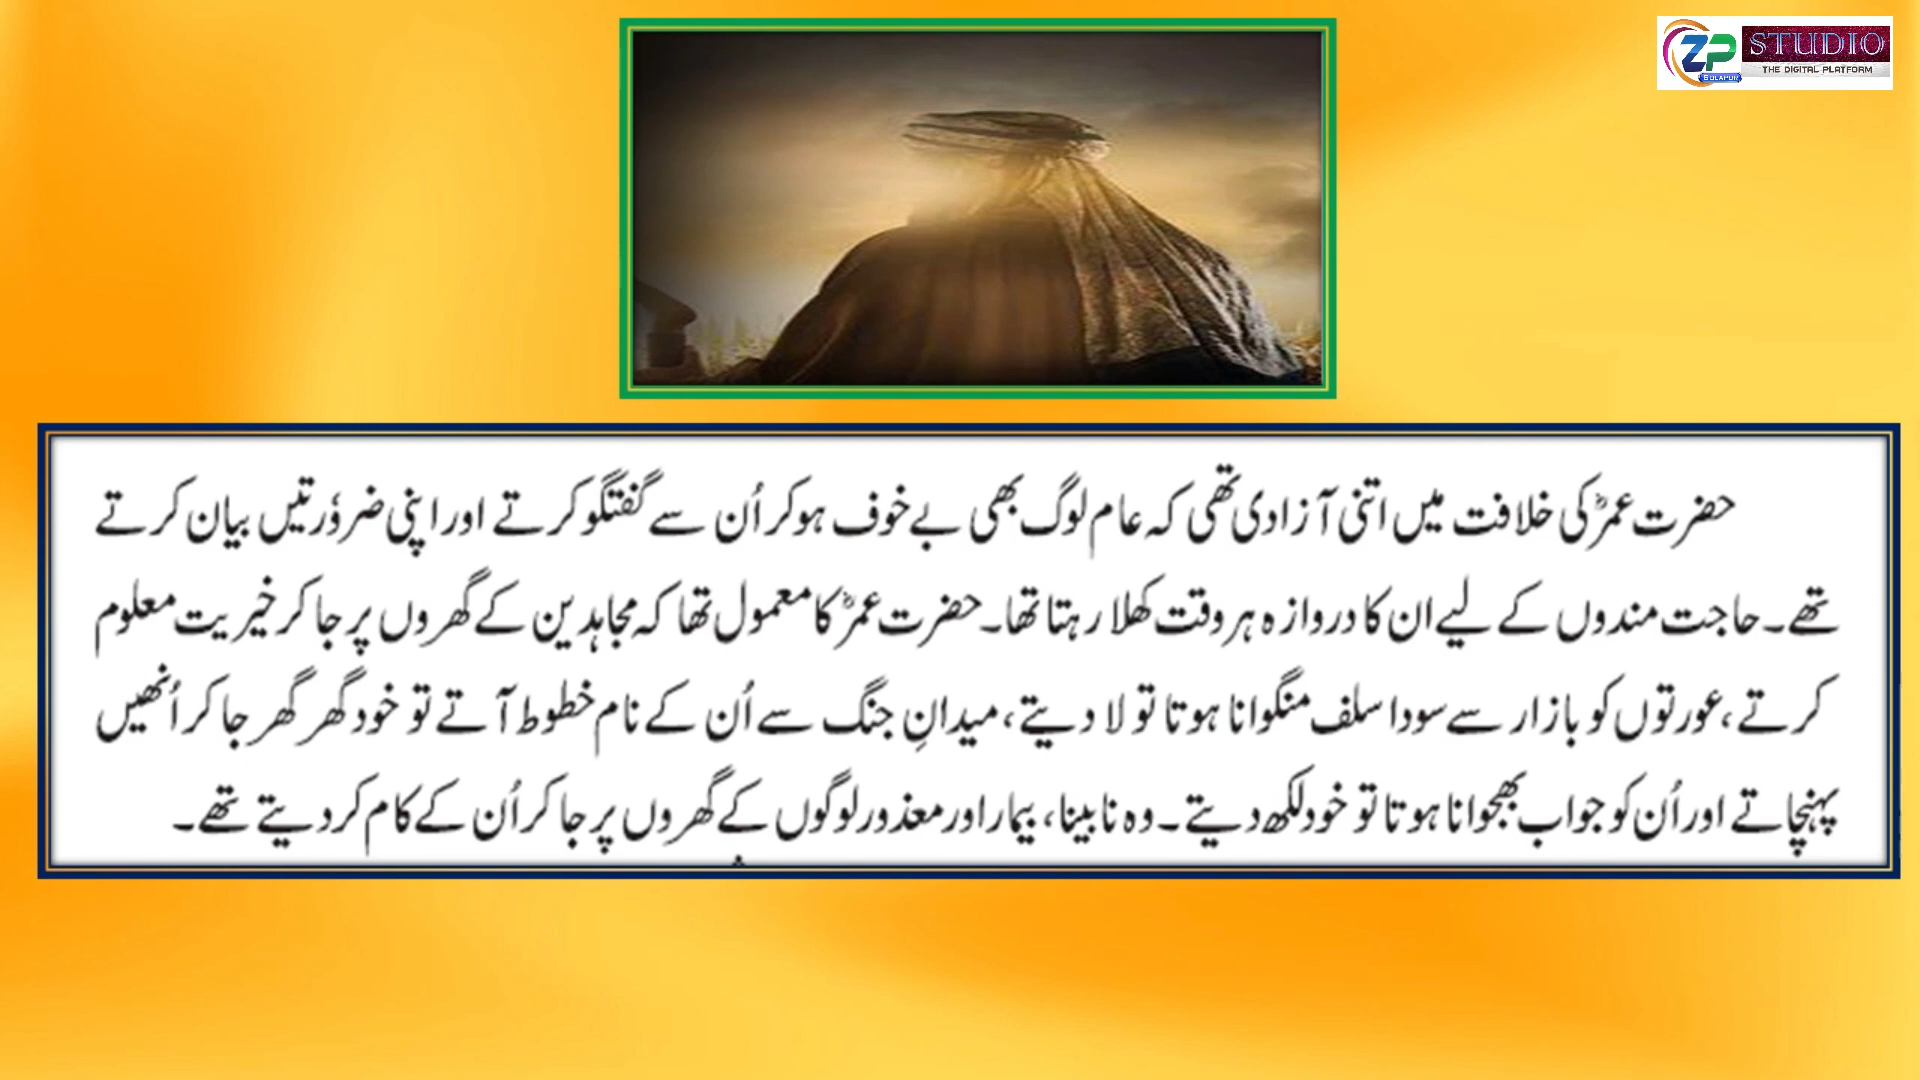 ZP
SOLAPUR
STUDIO
THE DIGITAL PLATFORM
حضرت عمرؓ کی خلافت میں اتنی آزادی تھی کہ عام لوگ بھی بے خوف ہوکر اُن سے گفتگو کرتے اور اپنی ضروٗرتیں بیان کرتے
تھے۔ حاجت مندوں کے لیے ان کا دروازہ ہر وقت کھلا رہتا تھا۔ حضرت عمرؓ کا معمول تھا کہ مجاہدین کے گھروں پر جا کر خیریت معلوم
کرتے، عورتوں کو بازار سے سودا سلف منگوانا ہوتا تو لا دیتے، میدانِ جنگ سے اُن کے نام خطوط آتے تو خود گھر گھر جا کر اُنھیں
پہنچاتے اور اُن کو جواب بھجوانا ہوتا تو خود لکھ دیتے۔ وہ نابینا، بیمار اور معذور لوگوں کے گھروں پر جا کر اُن کے کام کر دیتے تھے۔